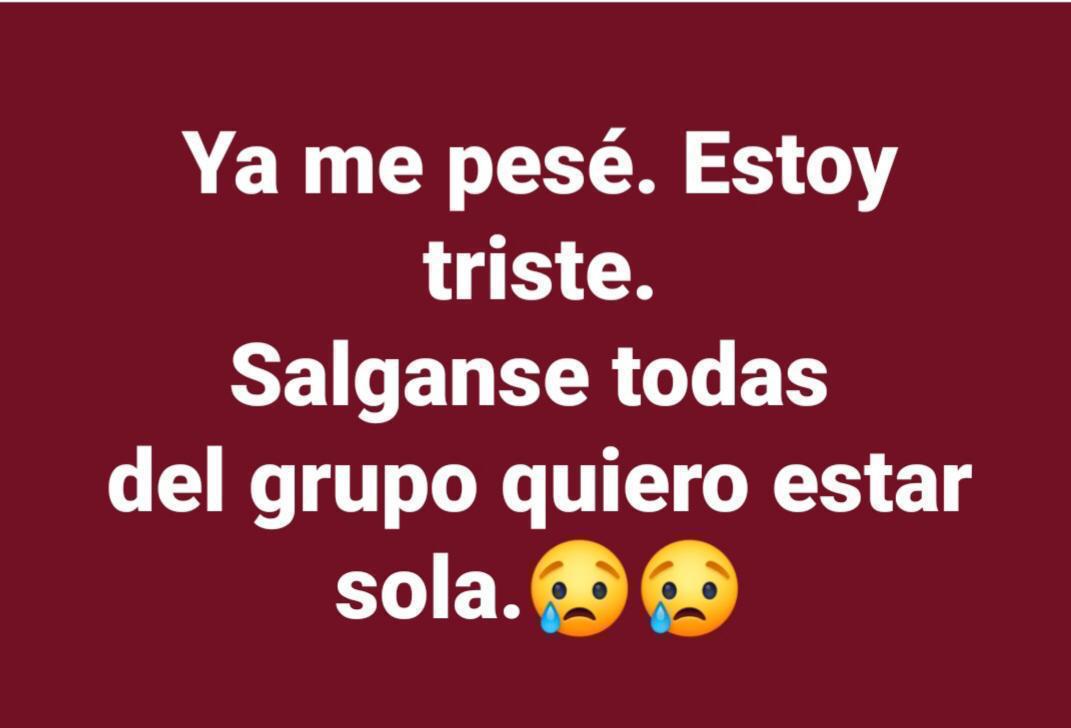 Ya me pesé. Estoy
triste.
Salganse todas
del grupo quiero estar
sola.😢😢